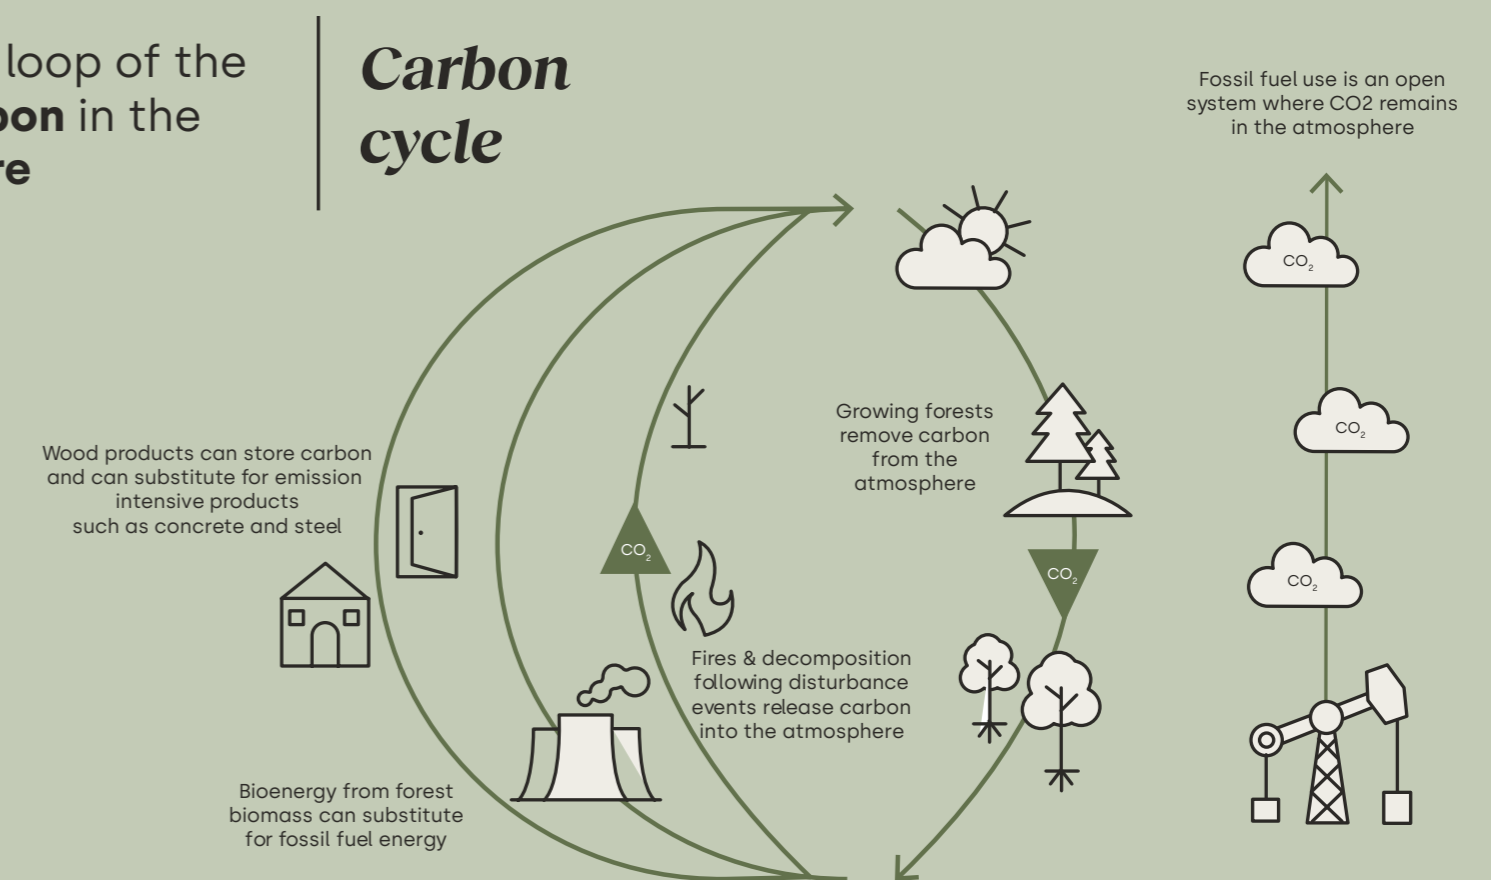 loop of the
bon in the
re
Carbon
cycle
Fossil fuel use is an open
system where CO2 remains
in the atmosphere
CO2
CO2
CO2
Growing forests
remove carbon
from the
atmosphere
CO2
Wood products can store carbon
and can substitute for emission
intensive products
such as concrete and steel
CO2
Fires & decomposition
following disturbance
events release carbon
into the atmosphere
Bioenergy from forest
biomass can substitute
for fossil fuel energy